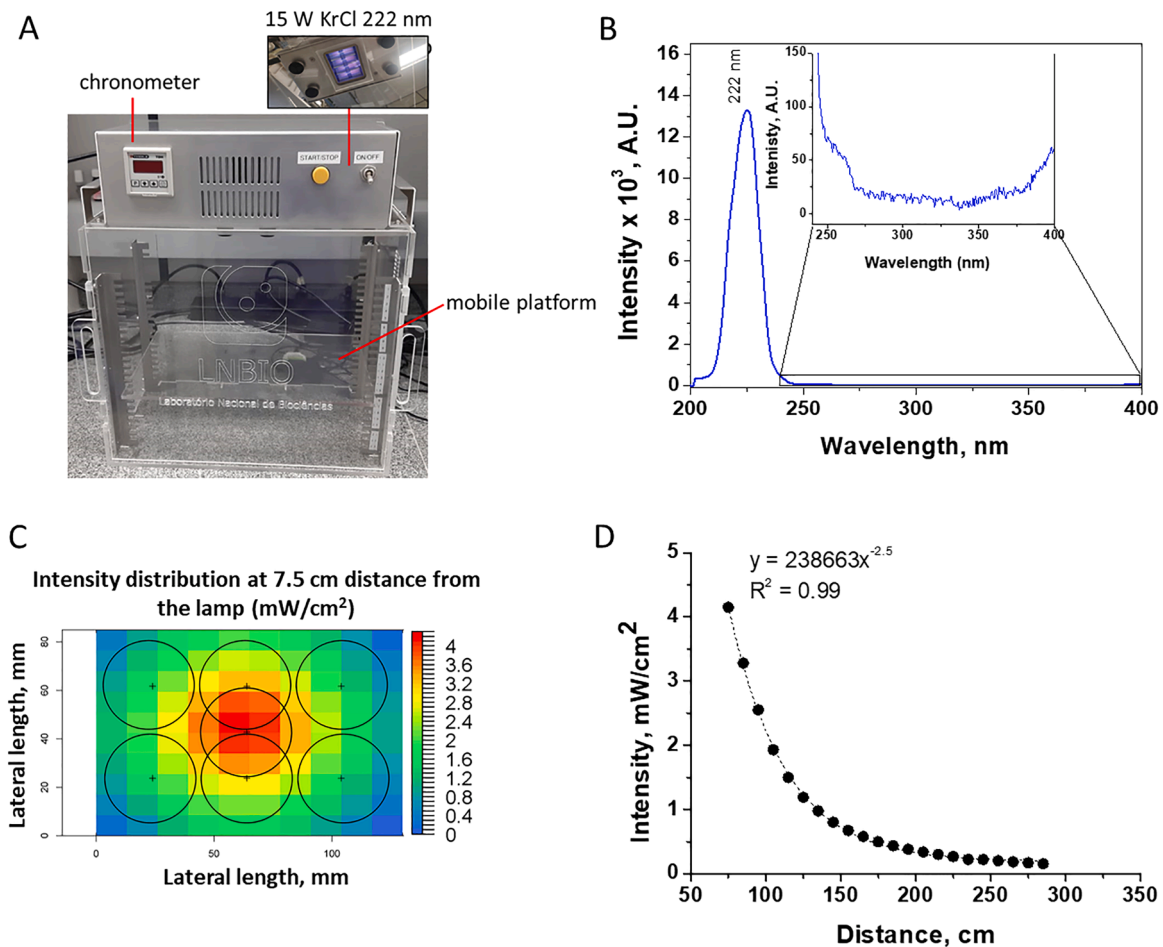 A
15 W KrCl 222 nm
chronometer
START/STOP
ON/OFF
mobile platform
LNBIO
Laboratório Nacional de Biociências
B
222 nm
Intensity x 10³, A.U.
16
14
12
10
8
6
4
2
0
200
250
300
350
400
Wavelength, nm
Intenisty, A.U.
150
100
50
0
250
300
350
400
Wavelength (nm)
C
Intensity distribution at 7.5 cm distance from
the lamp (mW/cm²)
Lateral length, mm
80
60
40
20
0
0
50
100
Lateral length, mm
4
3.6
3.2
2.8
2.4
2
1.6
1.2
0.8
0.4
0
D
y = 238663x⁻²·⁵
R² = 0.99
Intensity, mW/cm²
5
4
3
2
1
0
50
100
150
200
250
300
350
Distance, cm